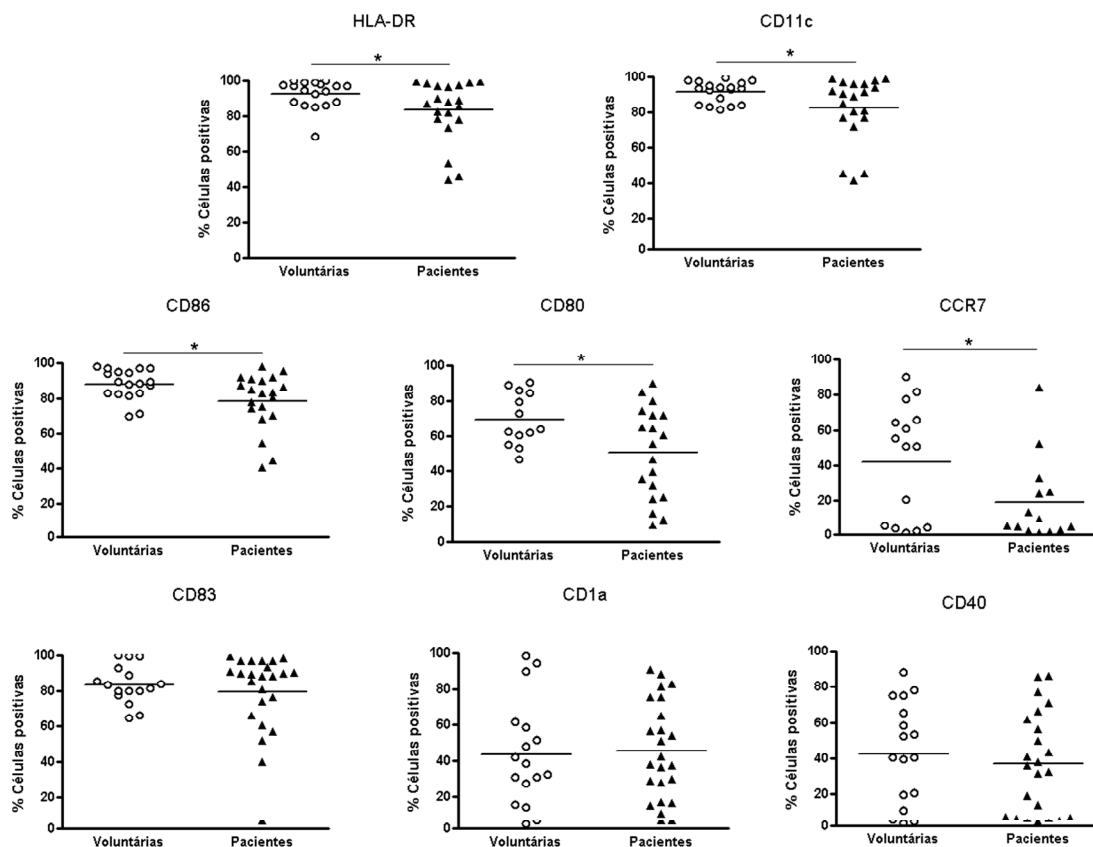 HLA-DR
*
% Células positivas
100
80
60
40
20
0
Voluntárias
Pacientes
CD11c
*
% Células positivas
100
80
60
40
20
0
Voluntárias
Pacientes
CD86
*
% Células positivas
100
80
60
40
20
0
Voluntárias
Pacientes
CD80
*
% Células positivas
100
80
60
40
20
0
Voluntárias
Pacientes
CCR7
*
% Células positivas
100
80
60
40
20
0
Voluntárias
Pacientes
CD83
% Células positivas
100
80
60
40
20
0
Voluntárias
Pacientes
CD1a
% Células positivas
100
80
60
40
20
0
Voluntárias
Pacientes
CD40
% Células positivas
100
80
60
40
20
0
Voluntárias
Pacientes